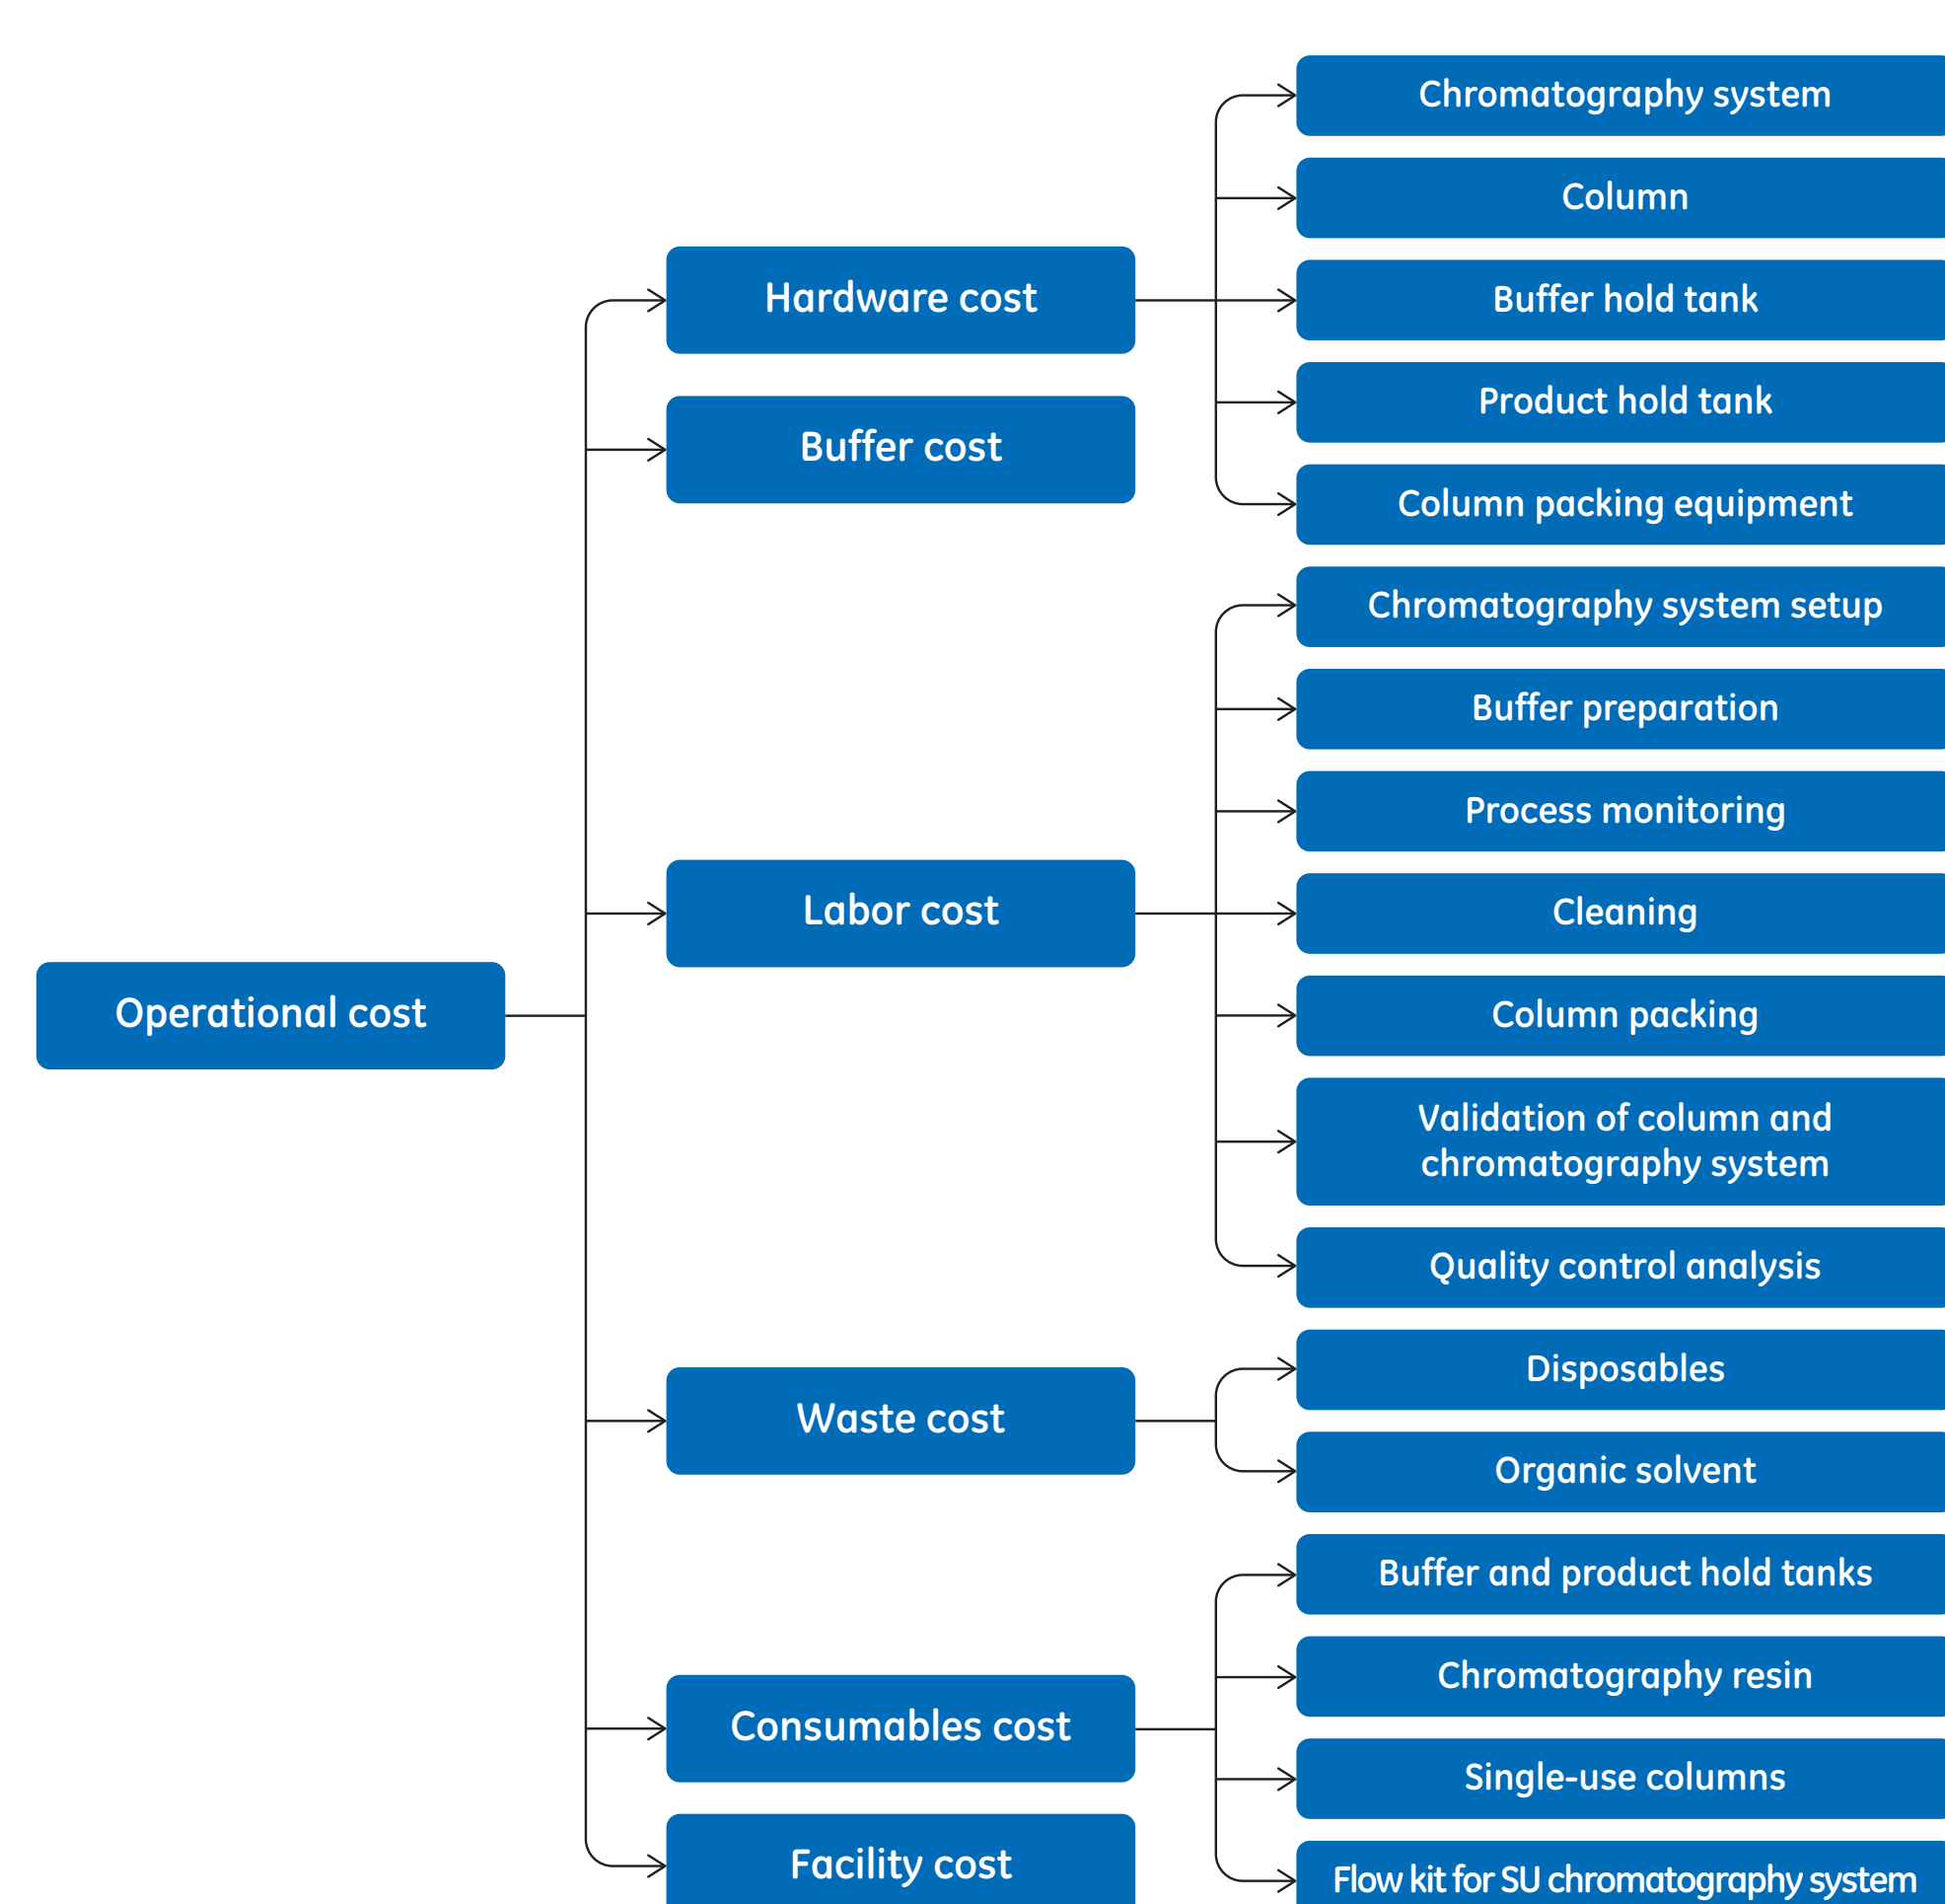 Operational cost
Hardware cost
Chromatography system
Column
Buffer hold tank
Product hold tank
Column packing equipment
Buffer cost
Labor cost
Chromatography system setup
Buffer preparation
Process monitoring
Cleaning
Column packing
Validation of column and
chromatography system
Quality control analysis
Waste cost
Disposables
Organic solvent
Consumables cost
Buffer and product hold tanks
Chromatography resin
Single-use columns
Flow kit for SU chromatography system
Facility cost